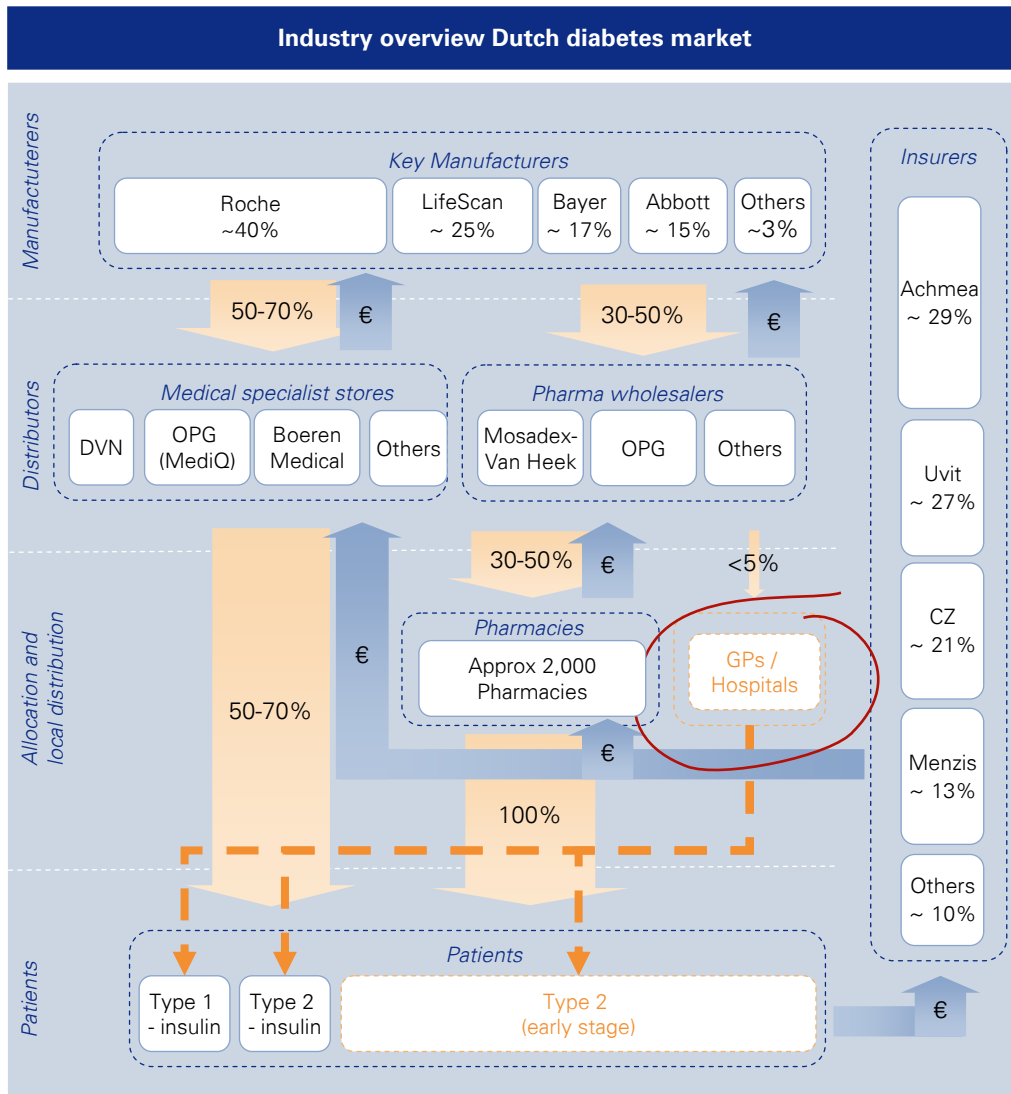 Industry overview Dutch diabetes market
Manufactuterers
Key Manufacturers
Roche
~40%
LifeScan
~ 25%
Bayer
~ 17%
Abbott
~ 15%
Others
~3%
Insurers
Achmea
~ 29%
Uvit
~ 27%
CZ
~ 21%
Menzis
~ 13%
Others
~ 10%
50-70%
€
30-50%
€
Distributors
Medical specialist stores
DVN
OPG
(MediQ)
Boeren
Medical
Others
Pharma wholesalers
Mosadex-
Van Heek
OPG
Others
Allocation and
local distribution
30-50%
€
<5%
Pharmacies
Approx 2,000
Pharmacies
GPs /
Hospitals
50-70%
€
€
100%
Patients
Patients
Type 1
- insulin
Type 2
- insulin
Type 2
(early stage)
€